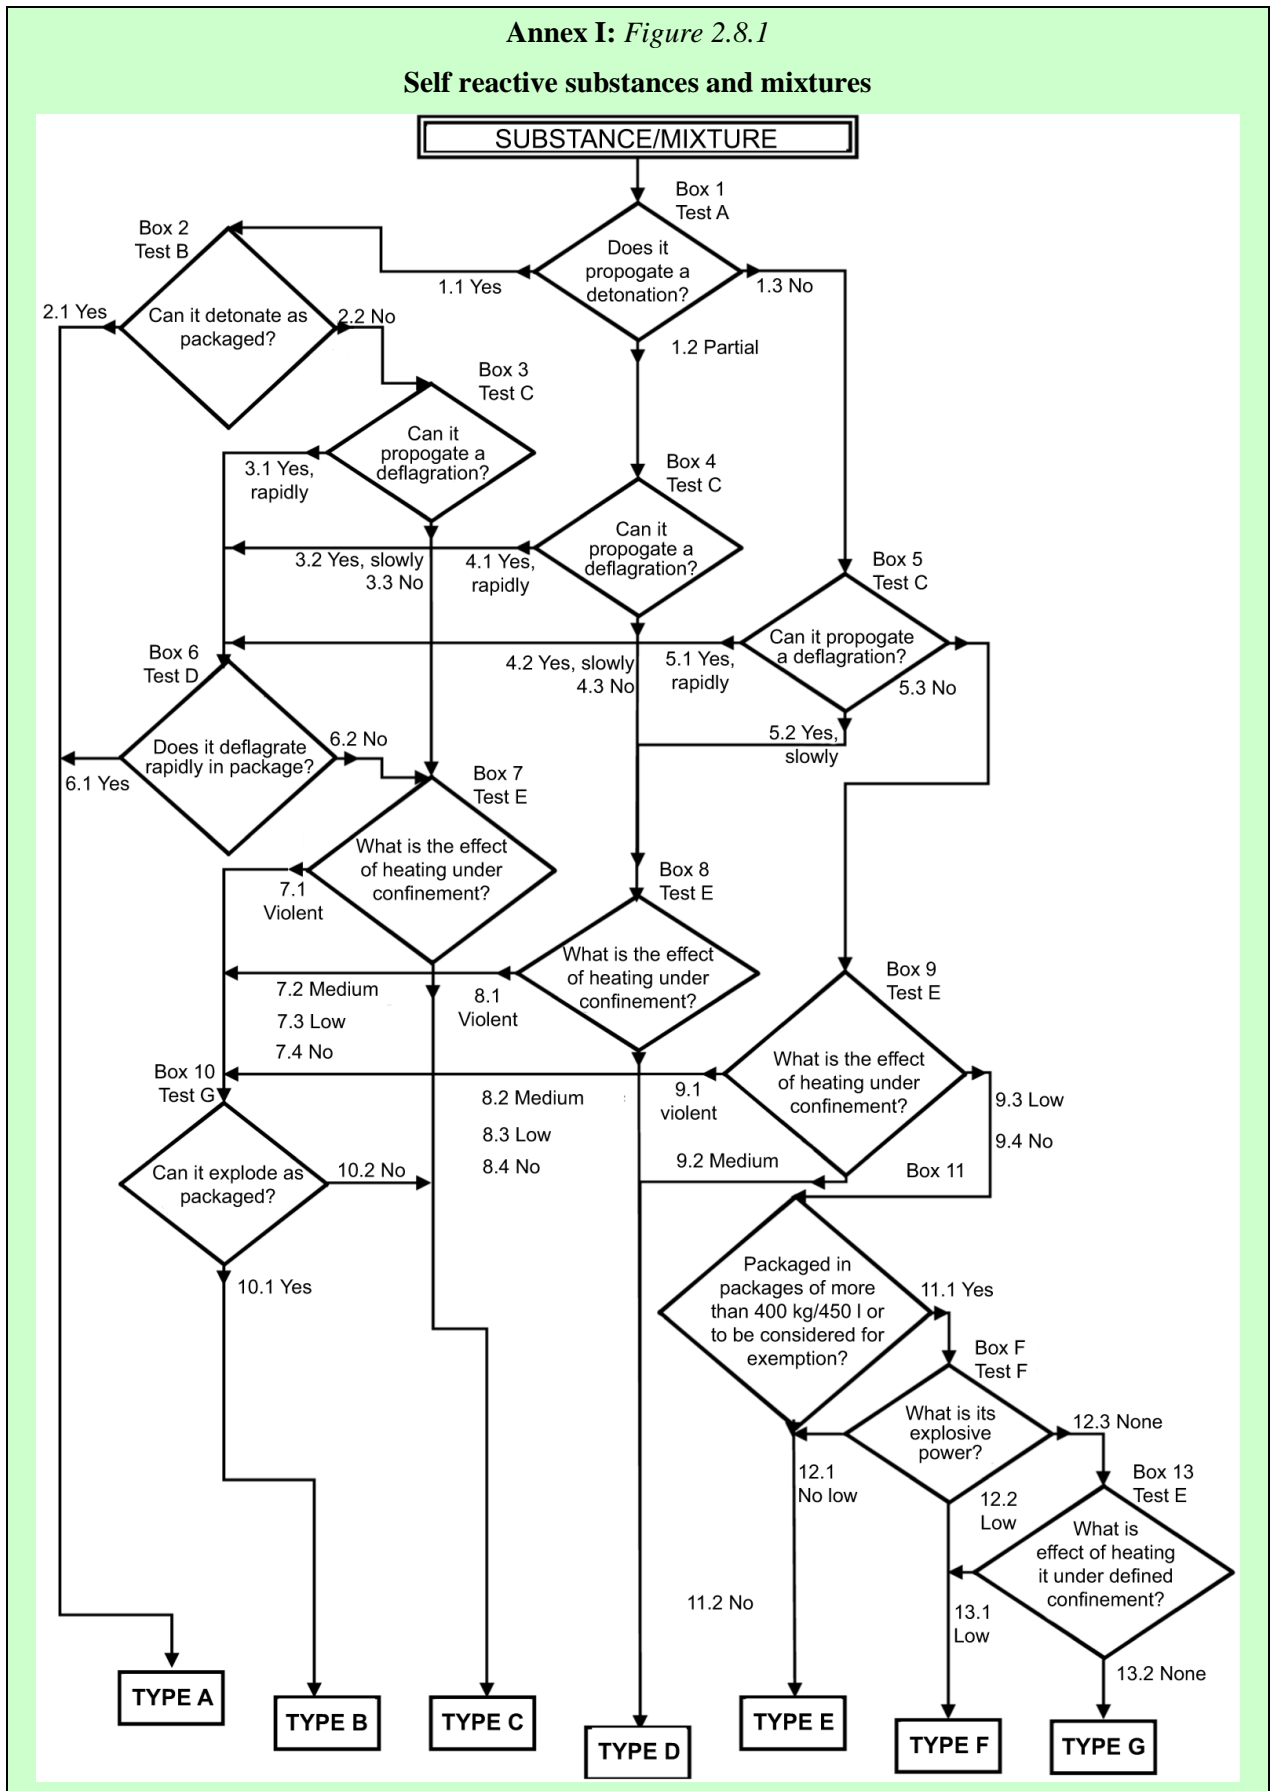 Annex I: Figure 2.8.1
Self reactive substances and mixtures
SUBSTANCE/MIXTURE
Box 1
Test A
Does it
propogate a
detonation?
1.1 Yes
1.3 No
1.2 Partial
Box 2
Test B
Can it detonate as
packaged?
2.1 Yes
2.2 No
Box 3
Test C
Can it
propogate a
deflagration?
3.1 Yes,
rapidly
3.2 Yes, slowly
3.3 No
Box 4
Test C
Can it
propogate a
deflagration?
4.1 Yes,
rapidly
4.2 Yes, slowly
4.3 No
Box 5
Test C
Can it propogate
a deflagration?
5.1 Yes,
rapidly
5.3 No
5.2 Yes,
slowly
Box 6
Test D
Does it deflagrate
rapidly in package?
6.1 Yes
6.2 No
Box 7
Test E
What is the effect
of heating under
confinement?
7.1
Violent
7.2 Medium
7.3 Low
7.4 No
Box 8
Test E
What is the effect
of heating under
confinement?
8.1
Violent
8.2 Medium
8.3 Low
8.4 No
Box 9
Test E
What is the effect
of heating under
confinement?
9.1
violent
9.2 Medium
9.3 Low
9.4 No
Box 10
Test G
Can it explode as
packaged?
10.2 No
10.1 Yes
Box 11
Packaged in
packages of more
than 400 kg/450 l or
to be considered for
exemption?
11.1 Yes
11.2 No
Box F
Test F
What is its
explosive
power?
12.1
No low
12.2
Low
12.3 None
Box 13
Test E
What is
effect of heating
it under defined
confinement?
13.1
Low
13.2 None
TYPE A
TYPE B
TYPE C
TYPE D
TYPE E
TYPE F
TYPE G